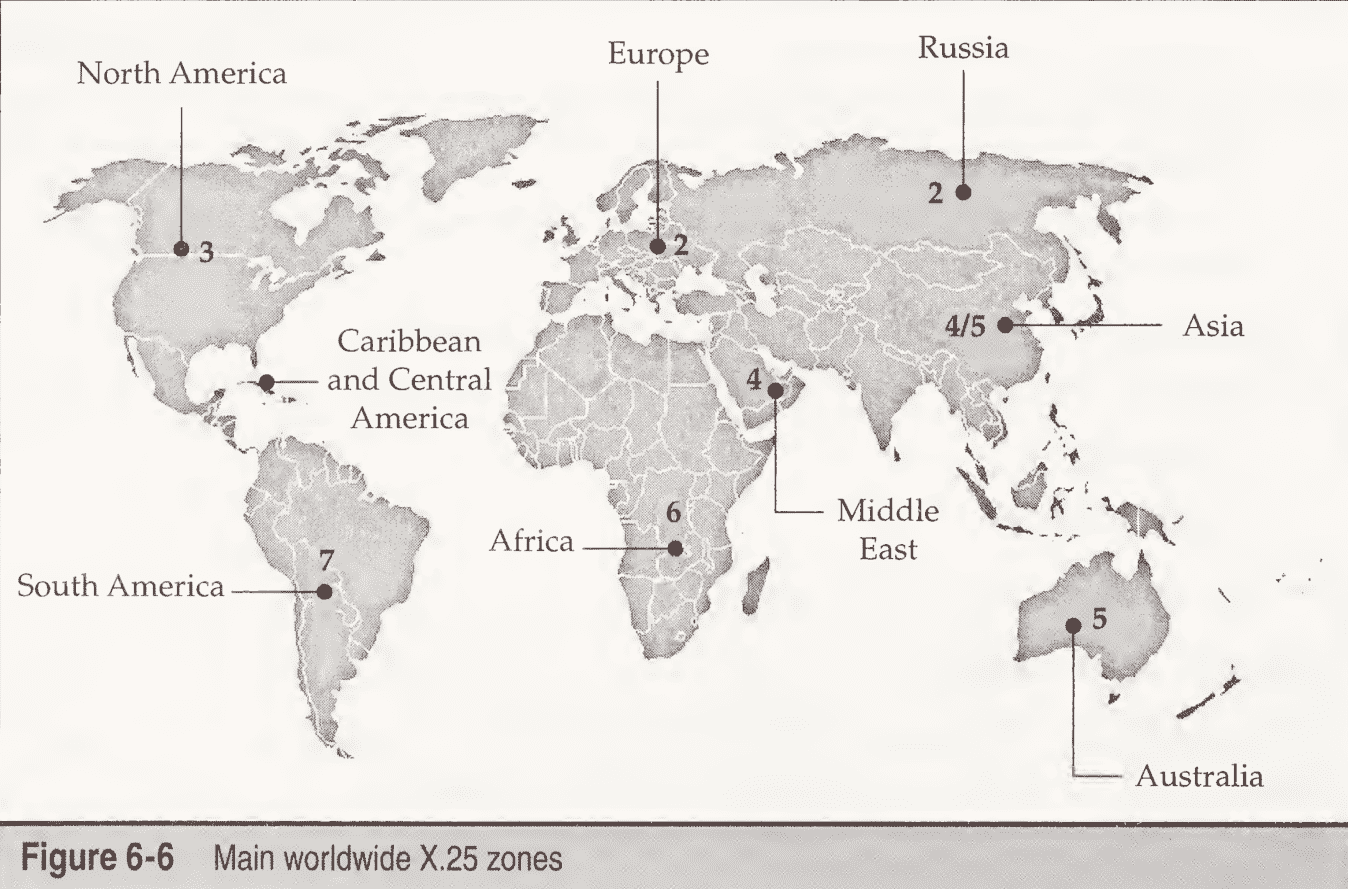 Europe
Russia
North America
2
3
2
4/5
Asia
Caribbean
and Central
America
4
6
Middle
East
Africa
7
South America
5
Australia
Figure 6-6 Main worldwide X.25 zones